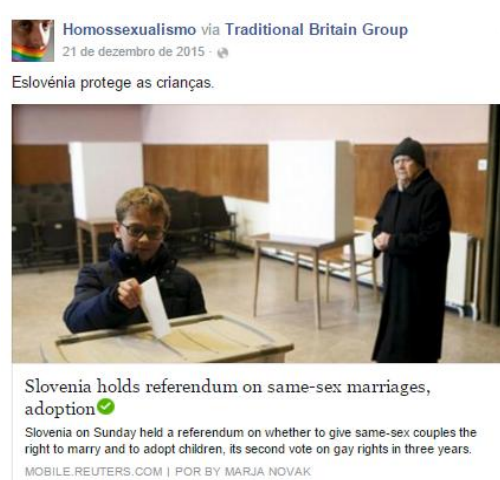 Homossexualismo via Traditional Britain Group
21 de dezembro de 2015 ·
Eslovénia protege as crianças.
Slovenia holds referendum on same-sex marriages,
adoption
Slovenia on Sunday held a referendum on whether to give same-sex couples the
right to marry and to adopt children, its second vote on gay rights in three years.
MOBILE.REUTERS.COM | POR BY MARJA NOVAK